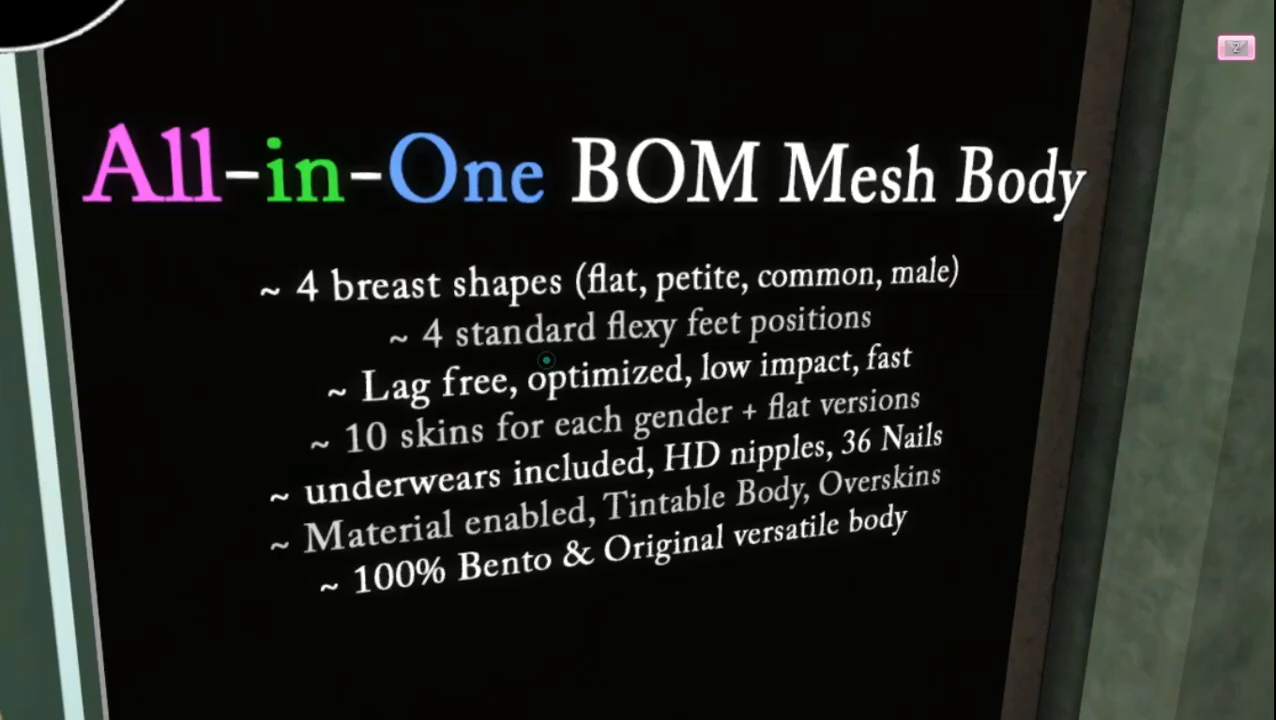 All-in-One BOM Mesh Body
~ 4 breast shapes (flat, petite, common, male)
~ 4 standard flexy feet positions
~ Lag free, optimized, low impact, fast
~ 10 skins for each gender + flat versions
~ underwears included, HD nipples, 36 Nails
~ Material enabled, Tintable Body, Overskins
~ 100% Bento & Original versatile body
2